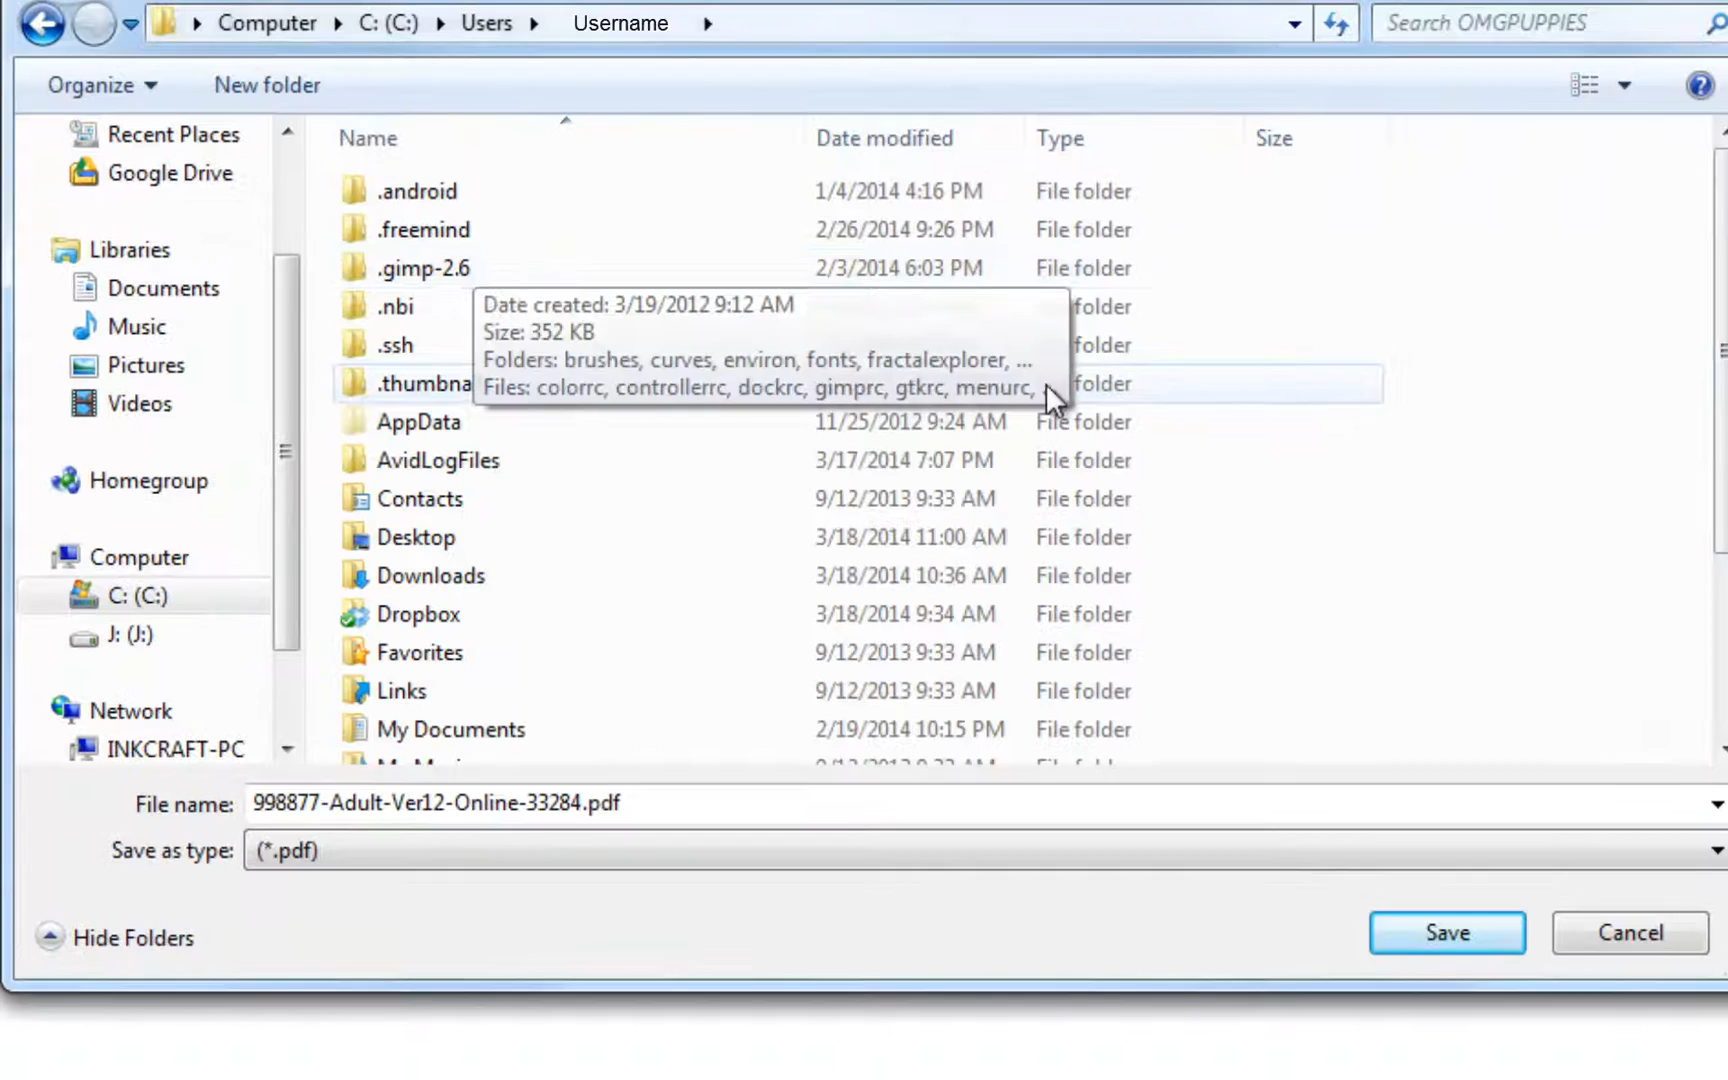 Computer C: (C:) Users Username Search OMGPUPPIES
Organize New folder
Recent Places
Google Drive
Libraries
Documents
Music
Pictures
Videos
Homegroup
Computer
C: (C:)
J: (J:)
Network
INKCRAFT-PC
Name Date modified Type Size
.android 1/4/2014 4:16 PM File folder
.freemind 2/26/2014 9:26 PM File folder
.gimp-2.6 2/3/2014 6:03 PM File folder
.nbi folder
.ssh folder
.thumbna folder
Date created: 3/19/2012 9:12 AM
Size: 352 KB
Folders: brushes, curves, environ, fonts, fractalexplorer, ...
Files: colorrc, controllerrc, dockrc, gimprc, gtkrc, menurc,
AppData 11/25/2012 9:24 AM File folder
AvidLogFiles 3/17/2014 7:07 PM File folder
Contacts 9/12/2013 9:33 AM File folder
Desktop 3/18/2014 11:00 AM File folder
Downloads 3/18/2014 10:36 AM File folder
Dropbox 3/18/2014 9:34 AM File folder
Favorites 9/12/2013 9:33 AM File folder
Links 9/12/2013 9:33 AM File folder
My Documents 2/19/2014 10:15 PM File folder
File name: 998877-Adult-Ver12-Online-33284.pdf
Save as type: (*.pdf)
Hide Folders Save Cancel